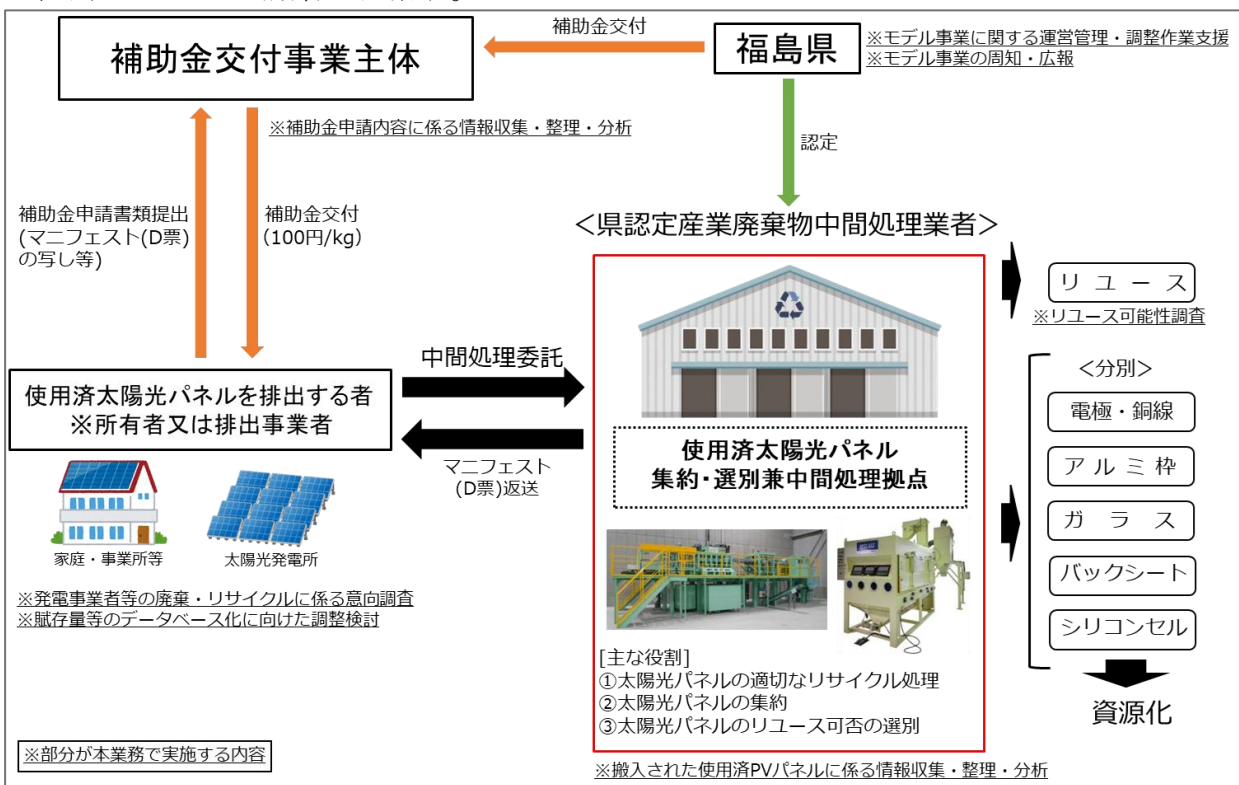 補助金交付
補助金交付事業主体
福島県
※モデル事業に関する運営管理・調整作業支援
※モデル事業の周知・広報
※補助金申請内容に係る情報収集・整理・分析
認定
補助金申請書類提出
(マニフェスト(D票)
の写し等)
補助金交付
(100円/kg)
＜県認定産業廃棄物中間処理業者＞
リユース
※リユース可能性調査
中間処理委託
使用済太陽光パネルを排出する者
※所有者又は排出事業者
マニフェスト
(D票)返送
使用済太陽光パネル
集約・選別兼中間処理拠点
＜分別＞
電極・銅線
アルミ枠
ガラス
バックシート
シリコンセル
資源化
家庭・事業所等
太陽光発電所
※発電事業者等の廃棄・リサイクルに係る意向調査
※賦存量等のデータベース化に向けた調整検討
[主な役割]
①太陽光パネルの適切なリサイクル処理
②太陽光パネルの集約
③太陽光パネルのリユース可否の選別
※部分が本業務で実施する内容
※搬入された使用済PVパネルに係る情報収集・整理・分析